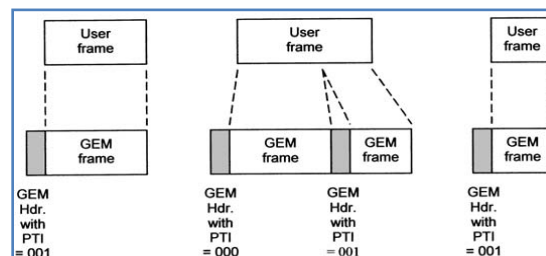 User
frame
User
frame
User
frame
GEM
frame
GEM
frame
GEM
frame
GEM
frame
GEM
Hdr.
with
PTI
= 001
GEM
Hdr.
with
PTI
= 000
GEM
Hdr.
with
PTI
= 001
GEM
Hdr.
with
PTI
= 001